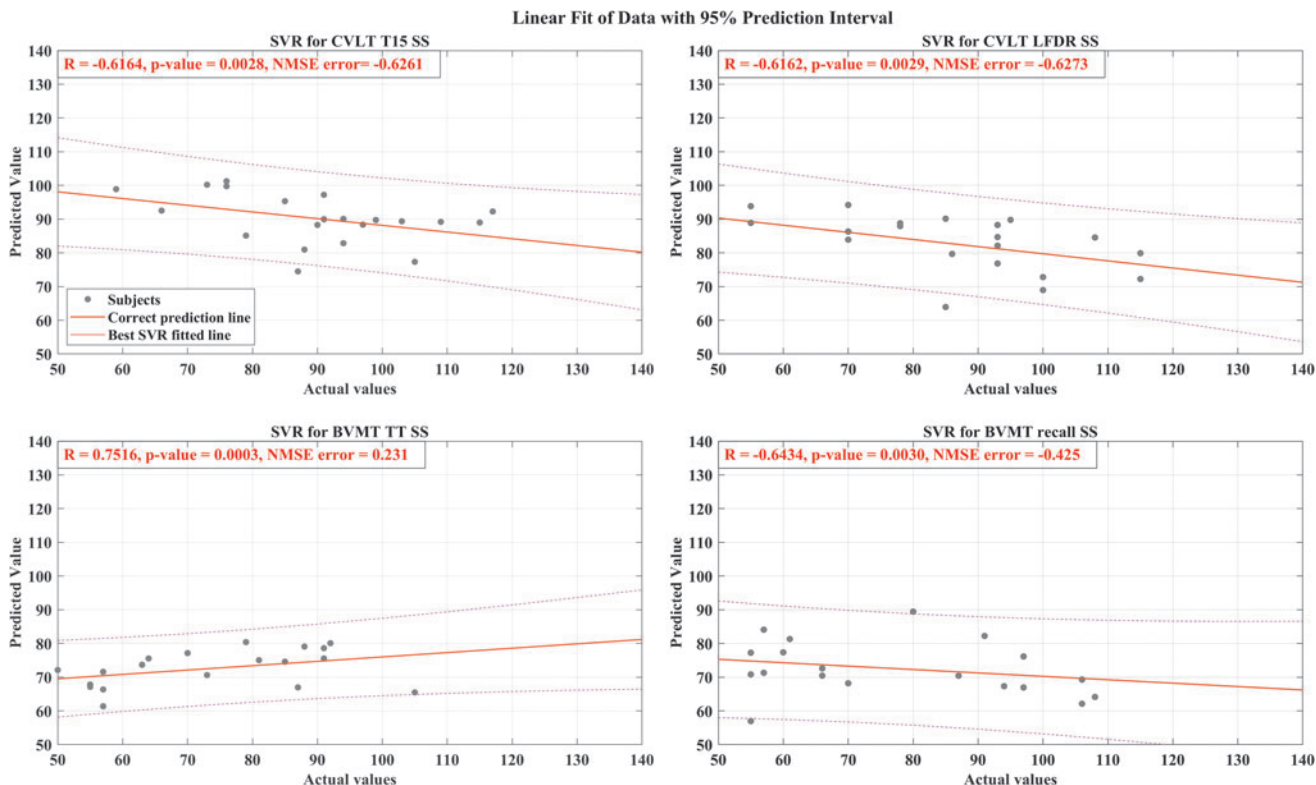 Linear Fit of Data with 95% Prediction Interval
SVR for CVLT T15 SS
R = -0.6164, p-value = 0.0028, NMSE error= -0.6261
140
130
120
110
100
90
80
70
60
50
Predicted Value
Subjects
Correct prediction line
Best SVR fitted line
50 60 70 80 90 100 110 120 130 140
Actual values
SVR for CVLT LFDR SS
R = -0.6162, p-value = 0.0029, NMSE error = -0.6273
140
130
120
110
100
90
80
70
60
50
Predicted Value
50 60 70 80 90 100 110 120 130 140
Actual values
SVR for BVMT TT SS
R = 0.7516, p-value = 0.0003, NMSE error = 0.231
140
130
120
110
100
90
80
70
60
50
Predicted Value
50 60 70 80 90 100 110 120 130 140
Actual values
SVR for BVMT recall SS
R = -0.6434, p-value = 0.0030, NMSE error = -0.425
140
130
120
110
100
90
80
70
60
50
Predicted Value
50 60 70 80 90 100 110 120 130 140
Actual values